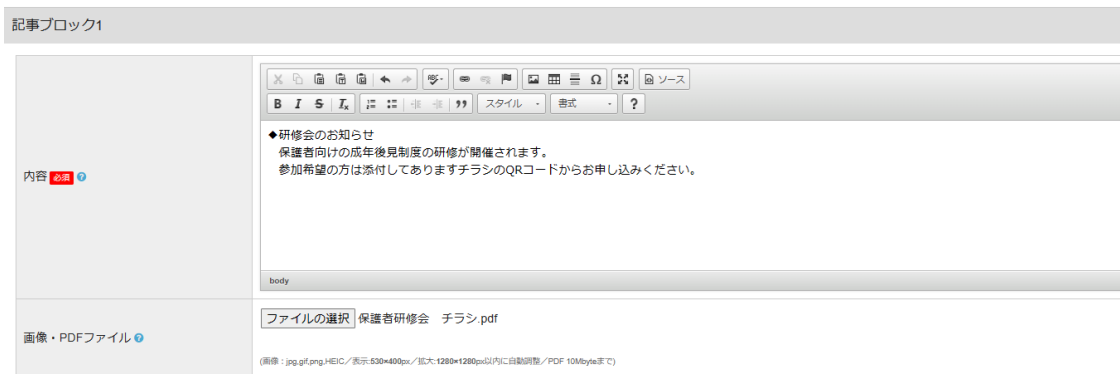 記事ブロック1
ABC
ソース
B I S Tx
スタイル
書式
?
◆研修会のお知らせ
保護者向けの成年後見制度の研修が開催されます。
参加希望の方は添付してありますチラシのQRコードからお申し込みください。
内容 必須 ?
body
ファイルの選択 保護者研修会　チラシ.pdf
画像・PDFファイル ?
(画像：jpg,gif,png,HEIC／表示:530×400px／拡大:1280×1280px以内に自動調整／PDF 10Mbyteまで)